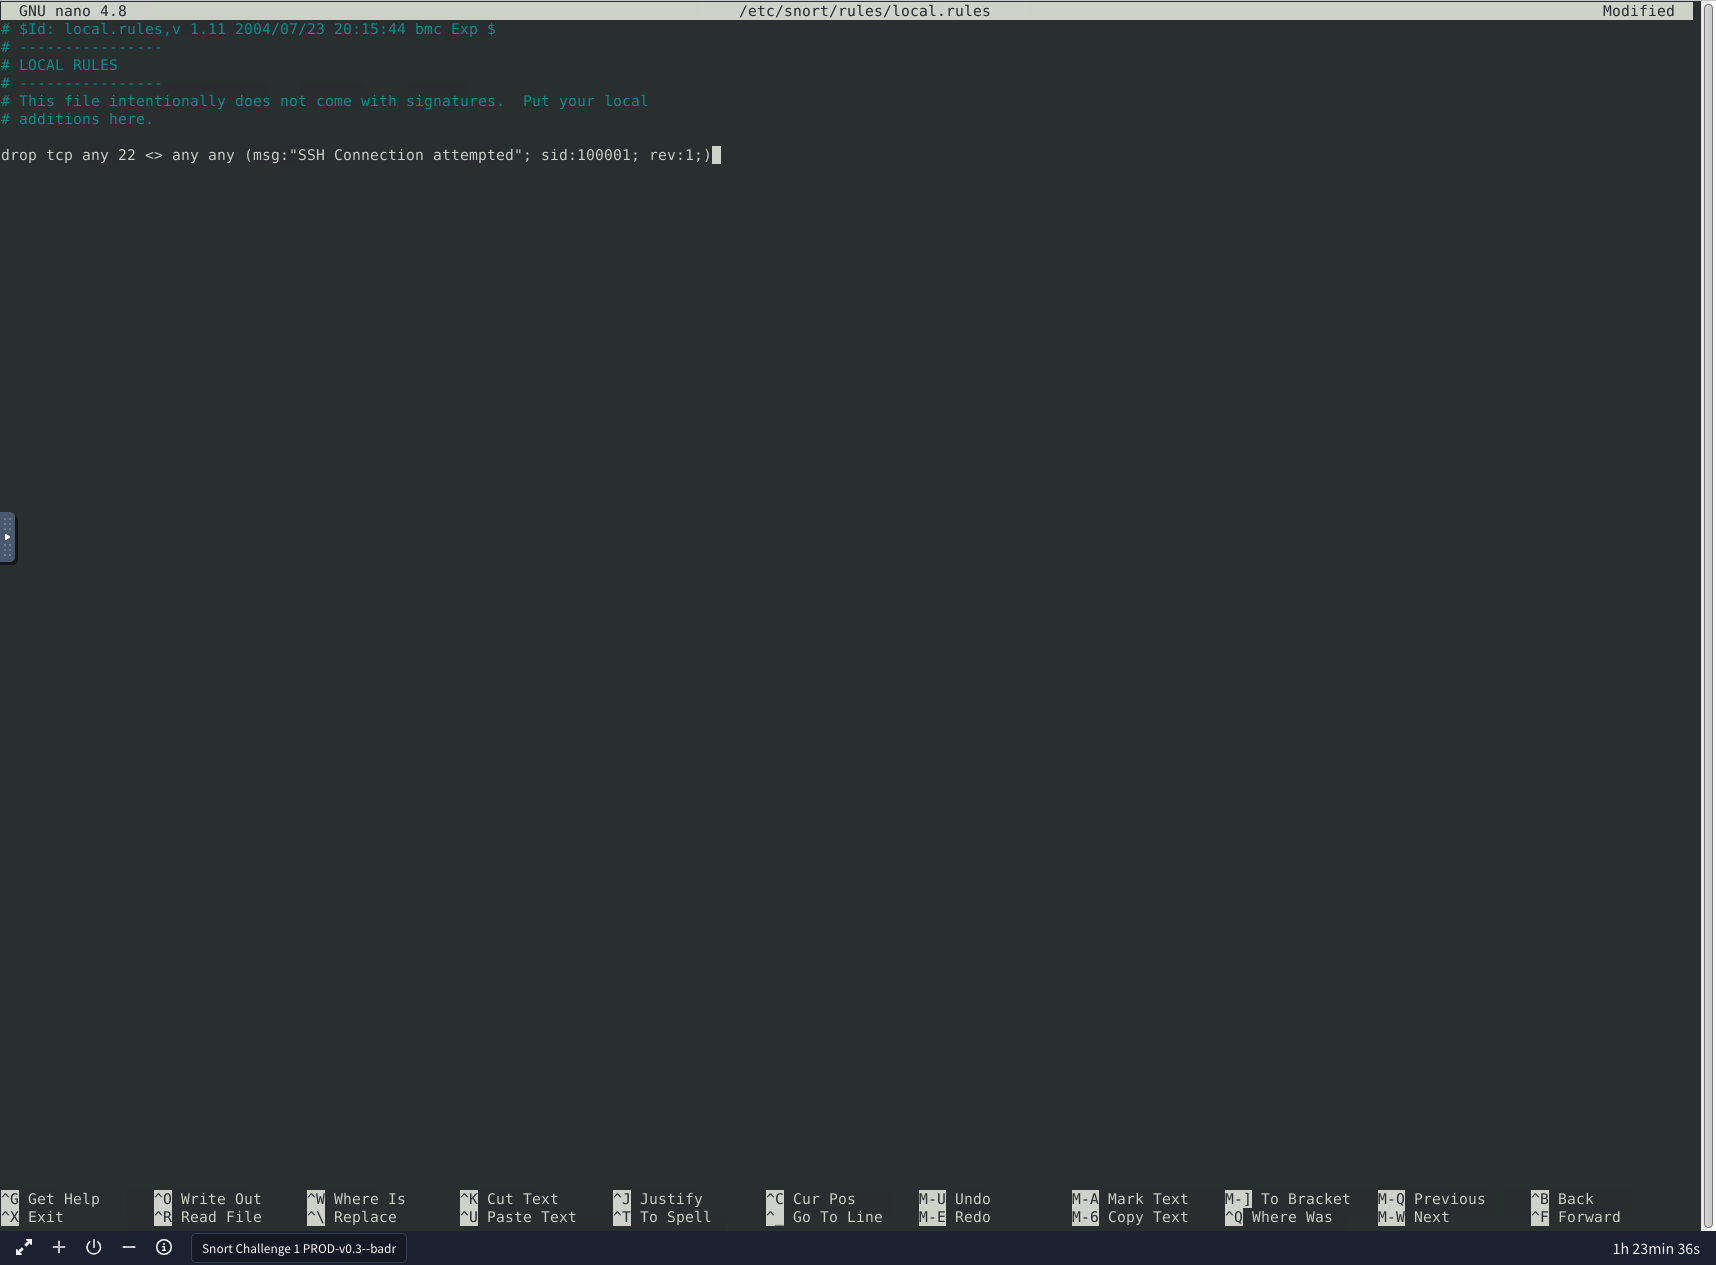 GNU nano 4.8 /etc/snort/rules/local.rules Modified
# $Id: local.rules,v 1.11 2004/07/23 20:15:44 bmc Exp $
# ----------------
# LOCAL RULES
# ----------------
# This file intentionally does not come with signatures.  Put your local
# additions here.
drop tcp any 22 <> any any (msg:"SSH Connection attempted"; sid:100001; rev:1;)
^G Get Help ^O Write Out ^W Where Is ^K Cut Text ^J Justify ^C Cur Pos M-U Undo M-A Mark Text M-] To Bracket M-Q Previous ^B Back
^X Exit ^R Read File ^\ Replace ^U Paste Text ^T To Spell ^_ Go To Line M-E Redo M-6 Copy Text ^Q Where Was M-W Next ^F Forward
Snort Challenge 1 PROD-v0.3--badr 1h 23min 36s